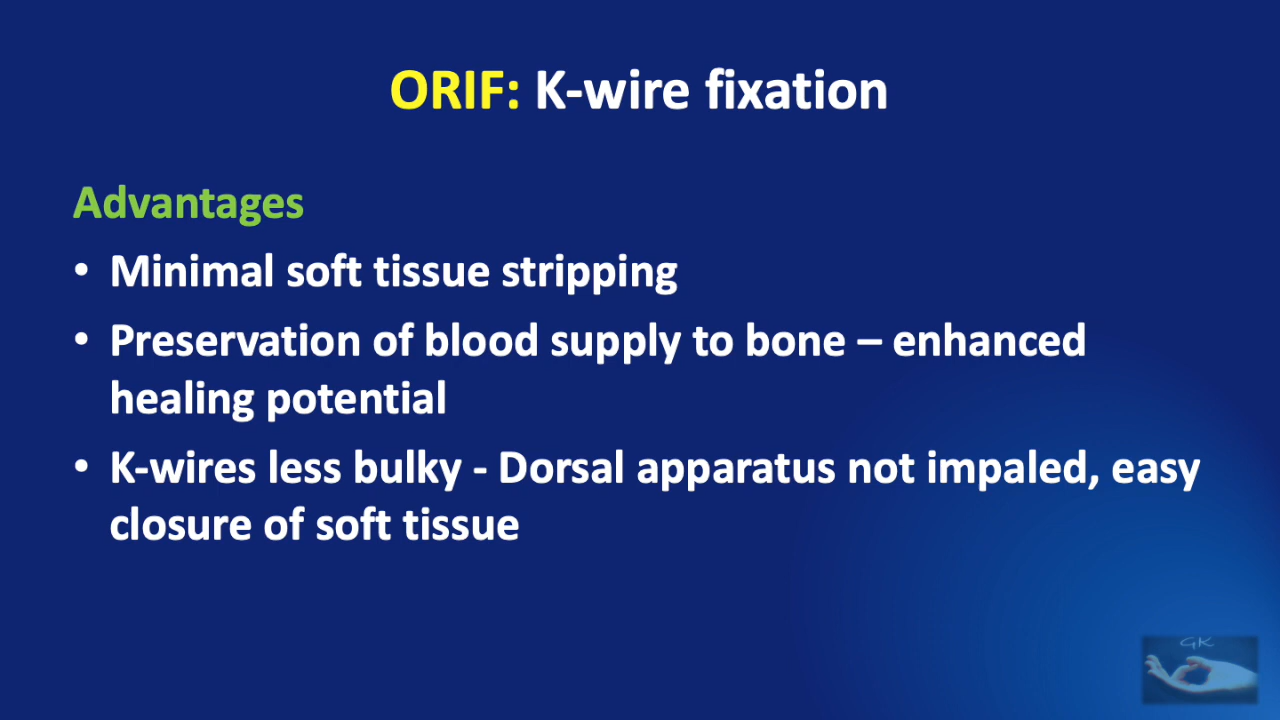 ORIF: K-wire fixation
Advantages
• Minimal soft tissue stripping
• Preservation of blood supply to bone – enhanced
healing potential
• K-wires less bulky - Dorsal apparatus not impaled, easy
closure of soft tissue
GK